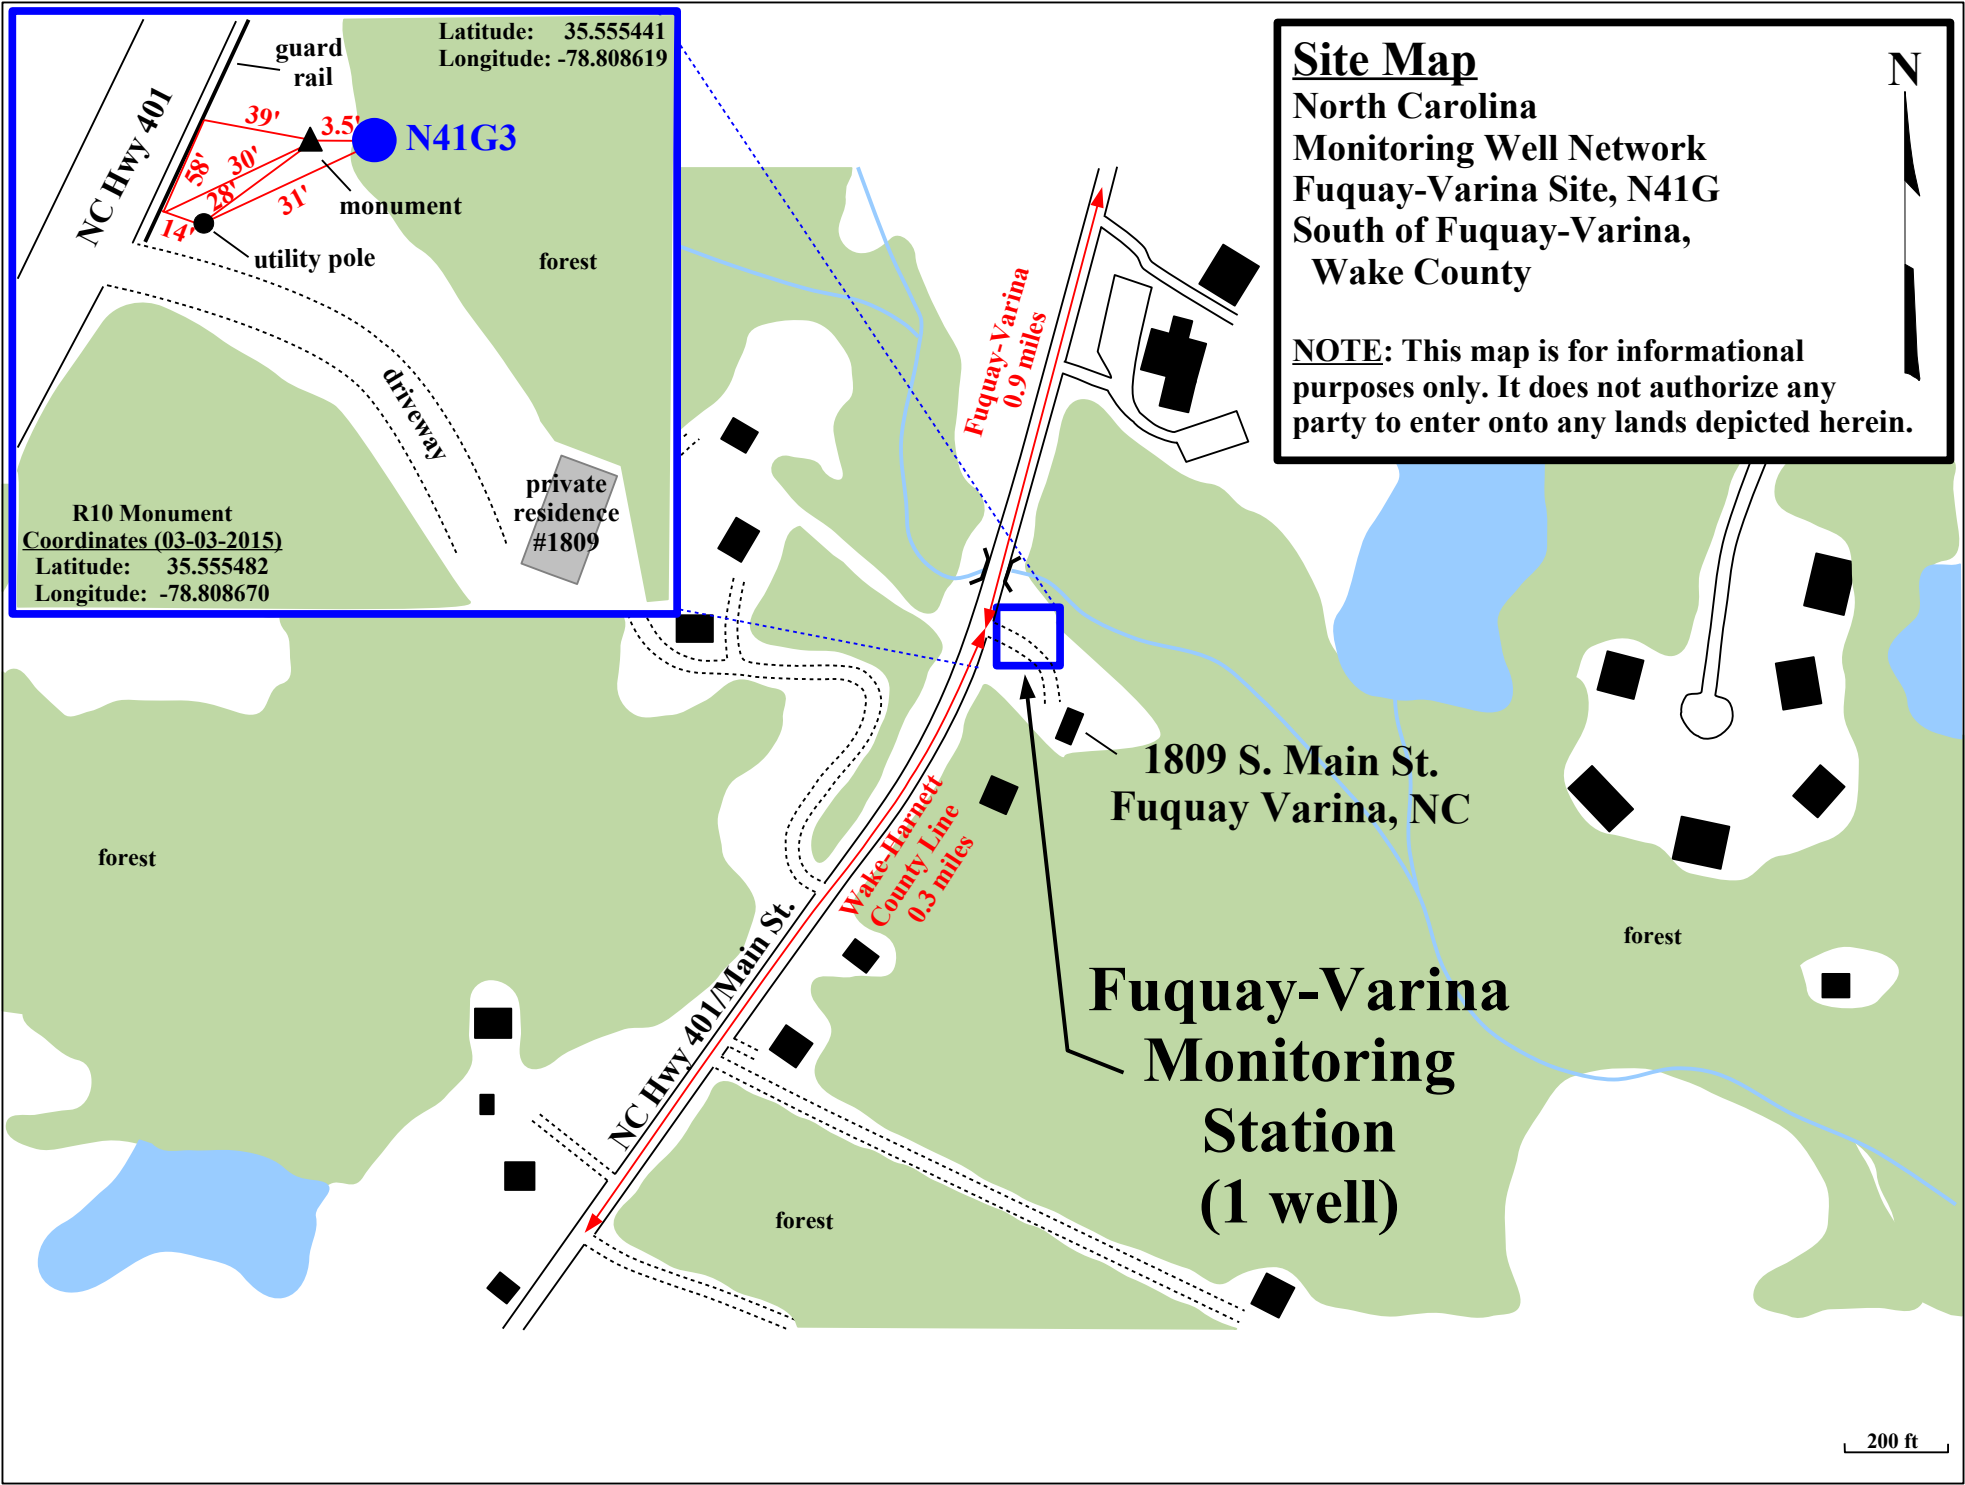 Latitude: 35.555441
Longitude: -78.808619
guard
rail
NC Hwy 401
39'
3.5'
N41G3
58'
30'
28'
31'
14'
monument
utility pole
forest
driveway
private
residence
#1809
R10 Monument
Coordinates (03-03-2015)
Latitude: 35.555482
Longitude: -78.808670
Site Map
N
North Carolina
Monitoring Well Network
Fuquay-Varina Site, N41G
South of Fuquay-Varina,
Wake County
NOTE: This map is for informational
purposes only. It does not authorize any
party to enter onto any lands depicted herein.
Fuquay-Varina
0.9 miles
1809 S. Main St.
Fuquay Varina, NC
Wake-Harnett
County Line
0.3 miles
NC Hwy 401/Main St.
forest
forest
Fuquay-Varina
Monitoring
Station
(1 well)
forest
200 ft